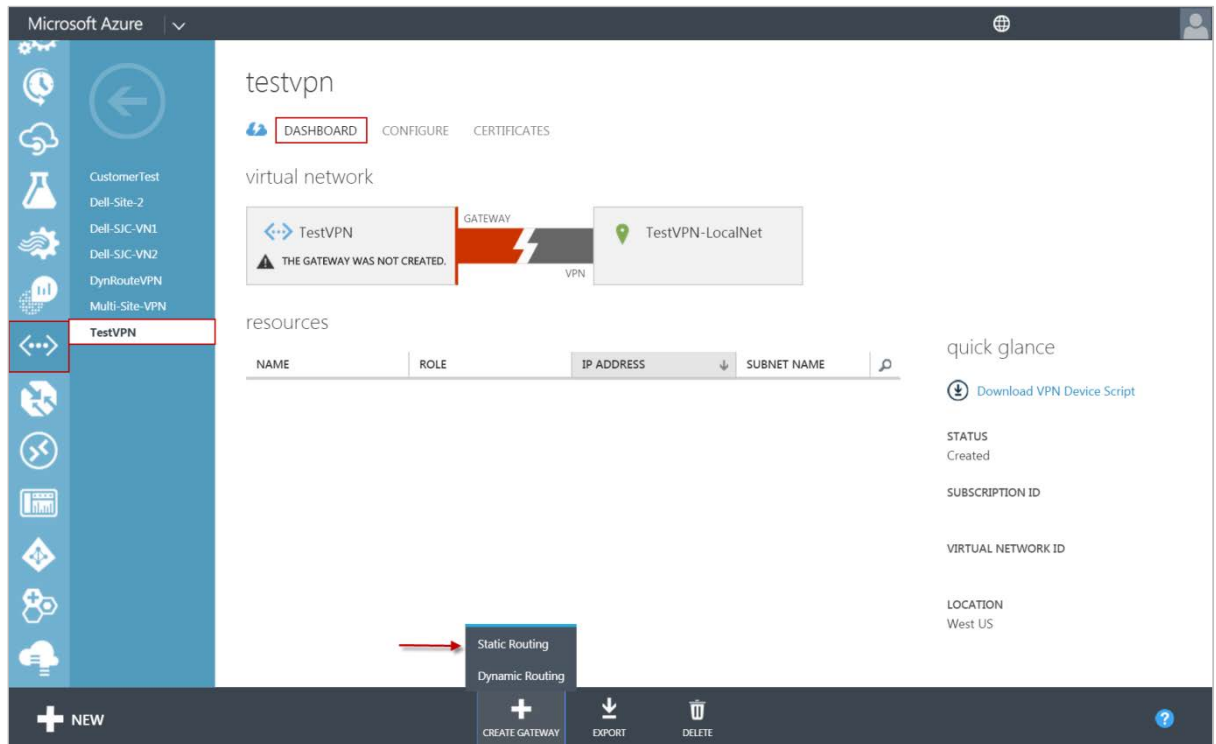 Microsoft Azure
testvpn
DASHBOARD CONFIGURE CERTIFICATES
CustomerTest
Dell-Site-2
Dell-SJC-VN1
Dell-SJC-VN2
DynRouteVPN
Multi-Site-VPN
TestVPN
virtual network
TestVPN
THE GATEWAY WAS NOT CREATED.
GATEWAY
VPN
TestVPN-LocalNet
resources
NAME ROLE IP ADDRESS SUBNET NAME
quick glance
Download VPN Device Script
STATUS
Created
SUBSCRIPTION ID
VIRTUAL NETWORK ID
LOCATION
West US
Static Routing
Dynamic Routing
NEW
CREATE GATEWAY
EXPORT
DELETE
?